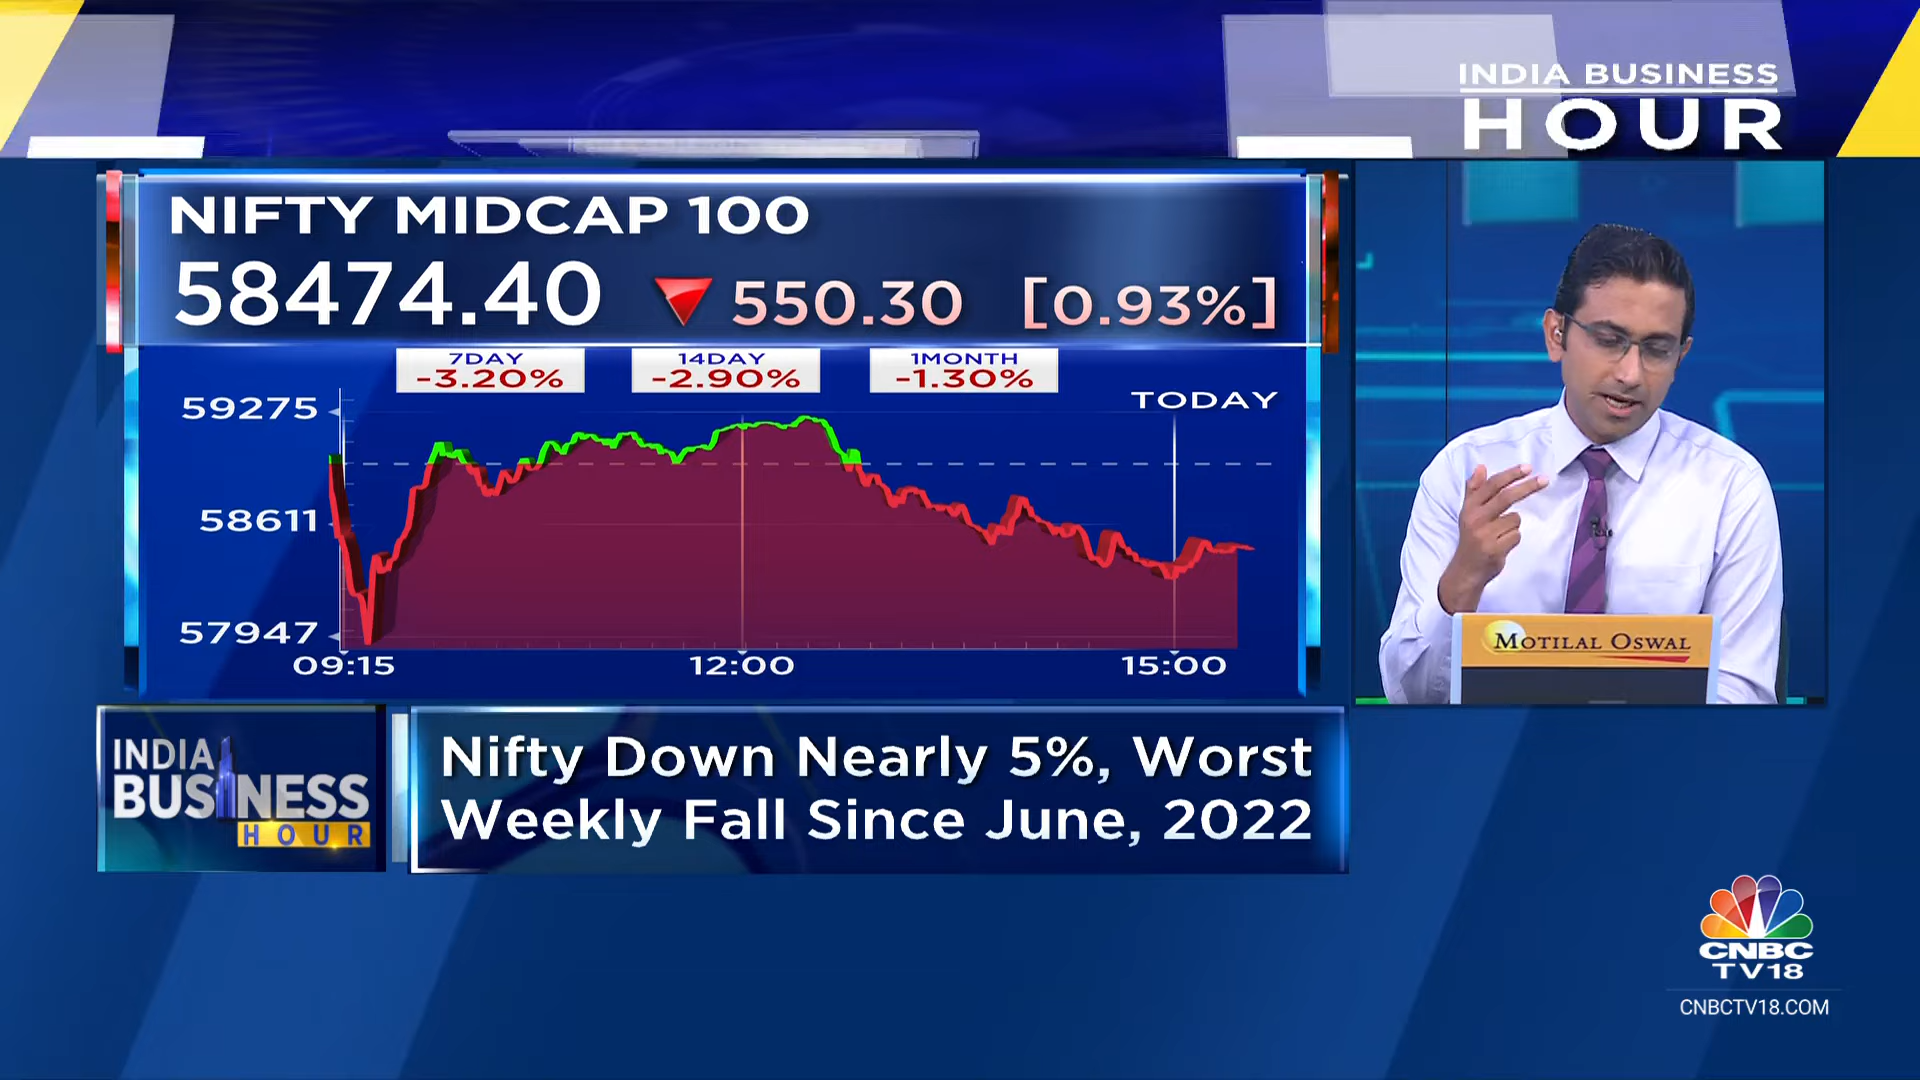 INDIA BUSINESS
HOUR
NIFTY MIDCAP 100
58474.40 550.30 [0.93%]
7DAY
-3.20%
14DAY
-2.90%
1MONTH
-1.30%
TODAY
59275
58611
57947
09:15 12:00 15:00
MOTILAL OSWAL
INDIA
BUSINESS
HOUR
Nifty Down Nearly 5%, Worst
Weekly Fall Since June, 2022
CNBC
TV18
CNBCTV18.COM